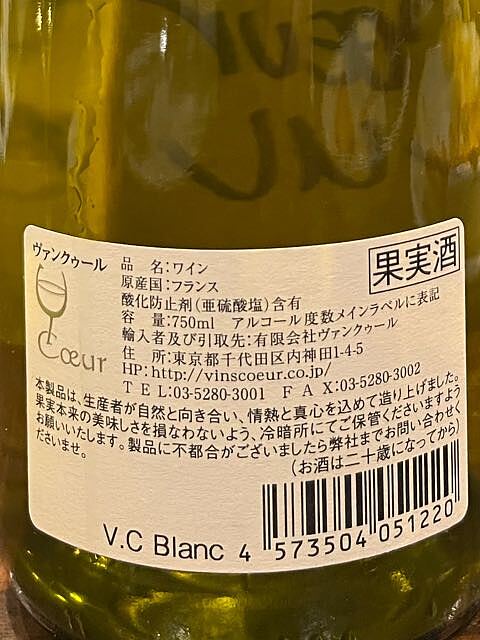 ヴァンクゥール
Cœur
果実酒
品 名:ワイン
原産国:フランス
酸化防止剤(亜硫酸塩)含有
容 量:750ml アルコール度数メインラベルに表記
輸入者及び引取先:有限会社ヴァンクゥール
住 所:東京都千代田区内神田1-4-5
HP:http://vinscoeur.co.jp/
TEL:03-5280-3001 FAX:03-5280-3002
本製品は、生産者が自然と向き合い、情熱と真心を込めて造り上げました。
果実本来の美味しさを損なわないよう、冷暗所にてご保管くださいますよう
お願いいたします。製品に不都合がございましたら弊社までお問い合わせく
ださいませ。
(お酒は二十歳になってから)
V.C Blanc
4 573504 051220